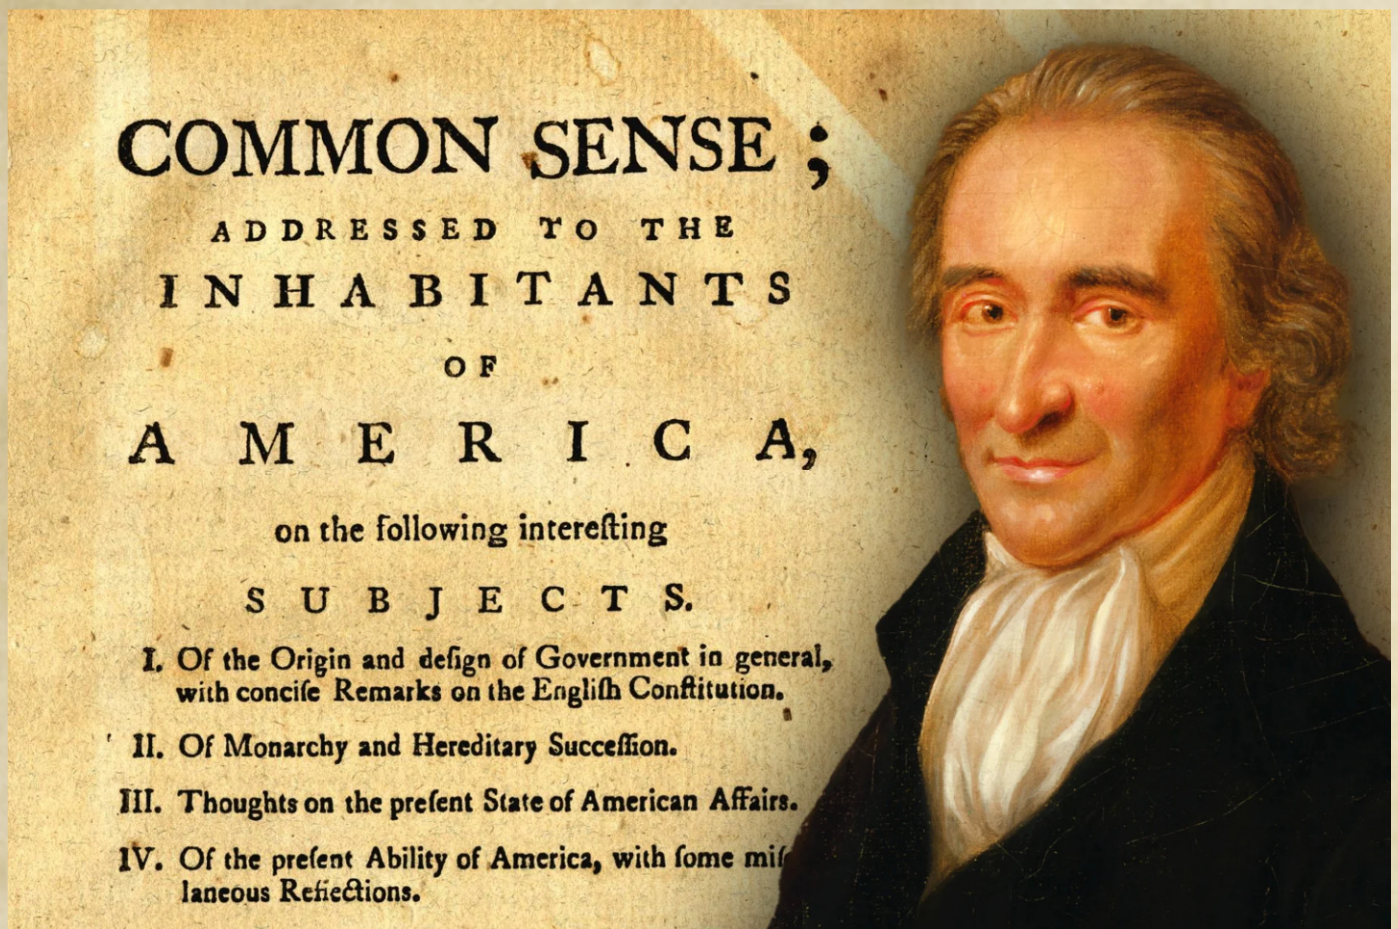 COMMON SENSE ;
ADDRESSED TO THE
INHABITANTS
OF
AMERICA,
on the following intereſting
SUBJECTS.
I. Of the Origin and deſign of Government in general,
with conciſe Remarks on the Engliſh Conſtitution.
II. Of Monarchy and Hereditary Succeſſion.
III. Thoughts on the preſent State of American Affairs.
IV. Of the preſent Ability of America, with ſome miſ
laneous Reflections.